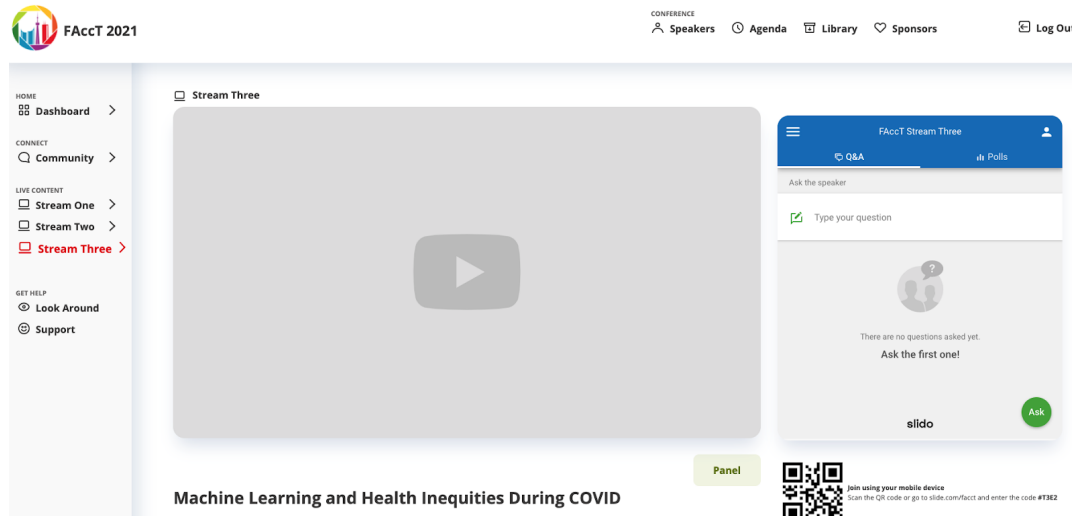 FAccT 2021
CONFERENCE
Speakers
Agenda
Library
Sponsors
Log Out
HOME
Dashboard
CONNECT
Community
LIVE CONTENT
Stream One
Stream Two
Stream Three
GET HELP
Look Around
Support
Stream Three
FAccT Stream Three
Q&A
Polls
Ask the speaker
Type your question
?
There are no questions asked yet.
Ask the first one!
Ask
slido
Panel
Machine Learning and Health Inequities During COVID
Join using your mobile device
Scan the QR code or go to slide.com/facct and enter the code #T3E2